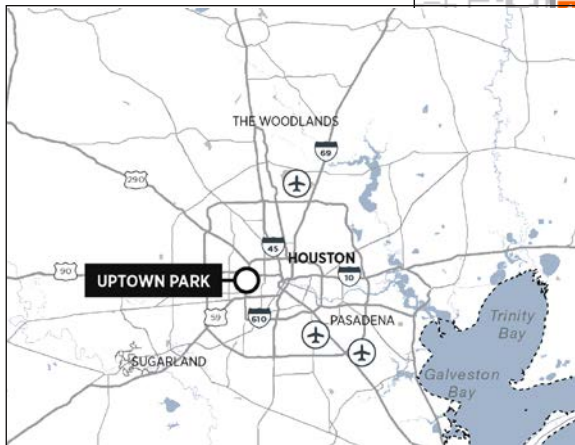 THE WOODLANDS
69
290
45
HOUSTON
90
UPTOWN PARK
10
59
610
PASADENA
Trinity
Bay
SUGARLAND
Galveston
Bay